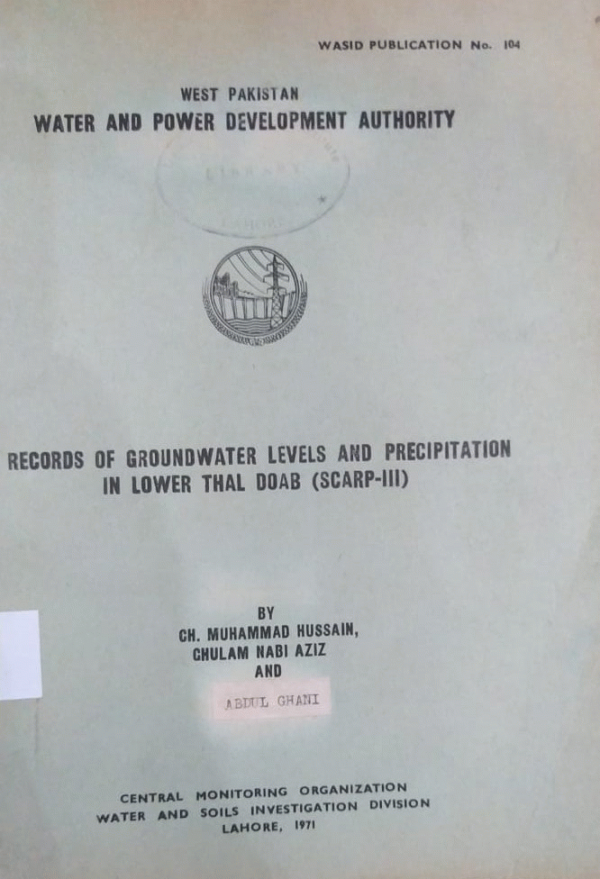 WASID PUBLICATION No. 104
WEST PAKISTAN
WATER AND POWER DEVELOPMENT AUTHORITY
RECORDS OF GROUNDWATER LEVELS AND PRECIPITATION
IN LOWER THAL DOAB (SCARP-III)
BY
CH. MUHAMMAD HUSSAIN,
GHULAM NABI AZIZ
AND
ABDUL GHANI
CENTRAL MONITORING ORGANIZATION
WATER AND SOILS INVESTIGATION DIVISION
LAHORE, 1971